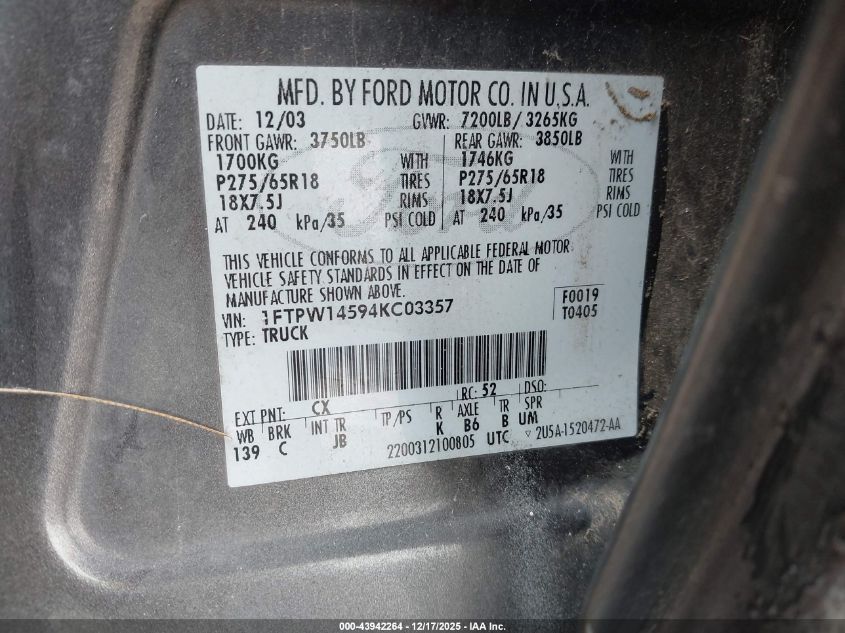 MFD. BY FORD MOTOR CO. IN U.S.A.
DATE: 12/03 GVWR: 7200LB/ 3265KG
FRONT GAWR: 3750LB REAR GAWR: 3850LB
1700KG WITH 1746KG WITH
P275/65R18 TIRES P275/65R18 TIRES
18X7.5J RIMS 18X7.5J RIMS
AT 240 kPa/35 PSI COLD AT 240 kPa/35 PSI COLD
Ford
THIS VEHICLE CONFORMS TO ALL APPLICABLE FEDERAL MOTOR
VEHICLE SAFETY STANDARDS IN EFFECT ON THE DATE OF
MANUFACTURE SHOWN ABOVE.
VIN: 1FTPW14594KC03357 F0019
TYPE: TRUCK T0405
EXT PNT: CX RC: 52 DSO:
WB BRK INT TR TP/PS R AXLE TR SPR
139 C JB K B6 B UM
2200312100805 UTC ▽ 2U5A-1520472-AA
000-43942264 - 12/17/2025 - IAA Inc.